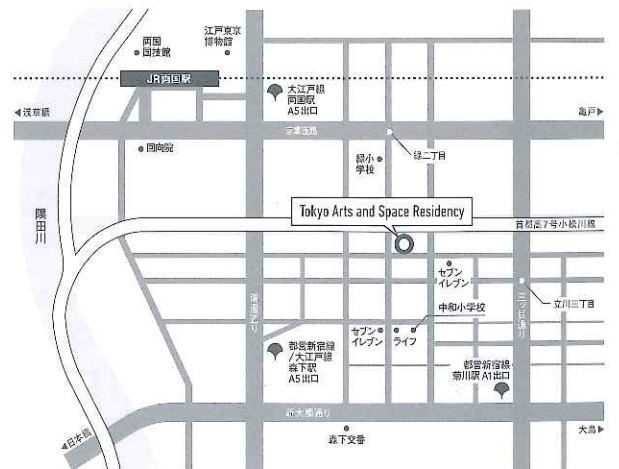 両国
国技館
江戸東京
博物館
JR両国駅
大江戸線
両国駅
A5出口
◀浅草橋
亀戸▶
京葉道路
回向院
緑小
学校
緑二丁目
隅田川
Tokyo Arts and Space Residency
首都高7号小松川線
セブン
イレブン
清澄通り
三ツ目通り
立川三丁目
中和小学校
セブン
イレブン
ライフ
都営新宿線
/大江戸線
森下駅
A5出口
都営新宿線
菊川駅 A1出口
新大橋通り
◀日本橋
大島▶
森下交番